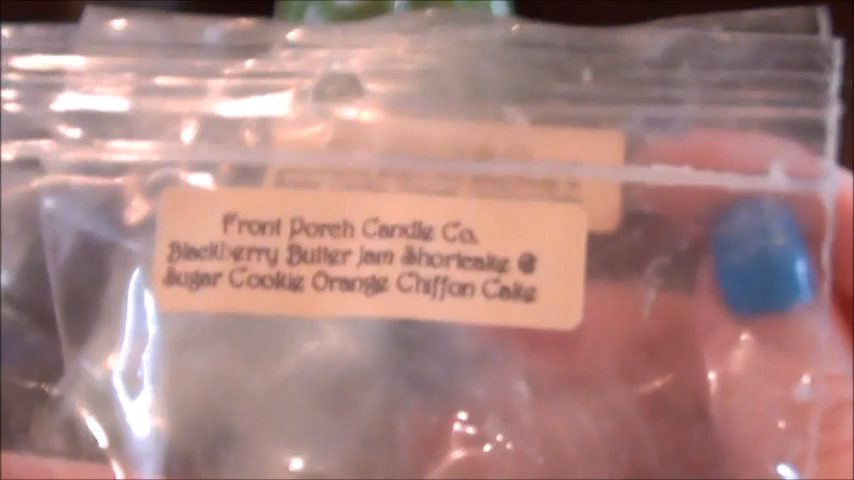 Front Porch Candle Co.
Blackberry Butter Jam Shortcake @
Sugar Cookie Orange Chiffon Cake